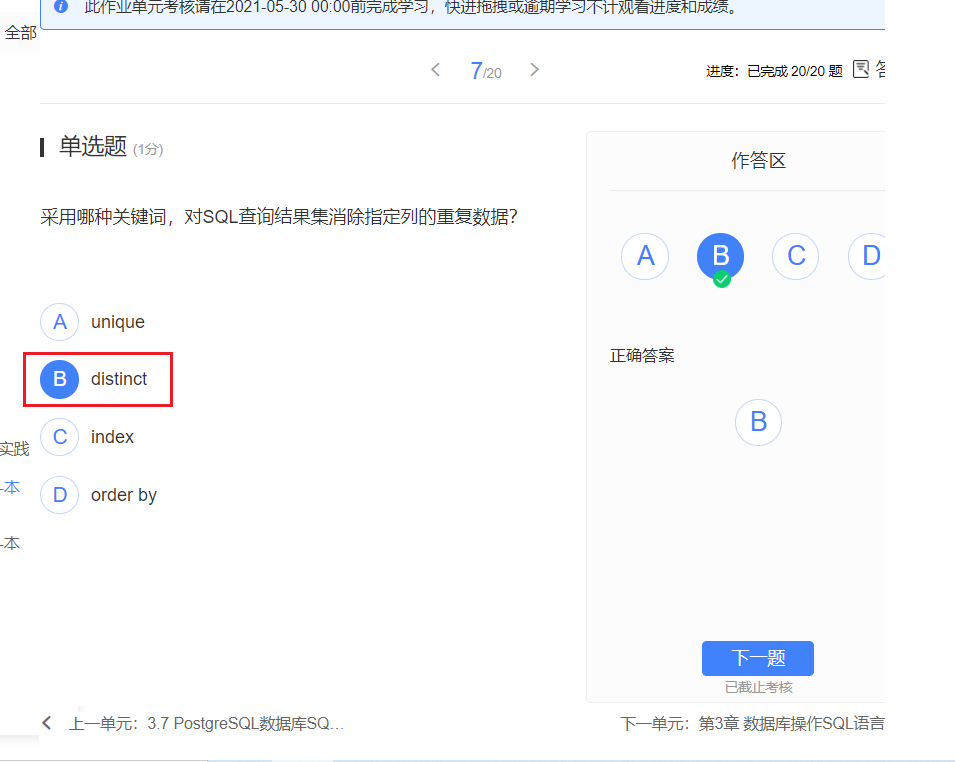 此作业单元考核请在2021-05-30 00:00前完成学习，快进拖拽或逾期学习不计观看进度和成绩。
全部
7/20
进度：已完成 20/20 题
单选题 (1分)
采用哪种关键词，对SQL查询结果集消除指定列的重复数据？
A unique
B distinct
C index
D order by
实践
-本
-本
作答区
A B C D
正确答案
B
下一题
已截止考核
上一单元：3.7 PostgreSQL数据库SQ...
下一单元：第3章 数据库操作SQL语言